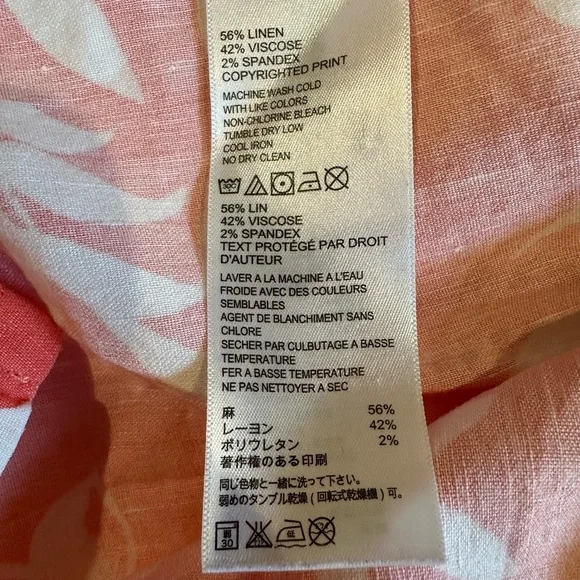 56% LINEN
42% VISCOSE
2% SPANDEX
COPYRIGHTED PRINT
MACHINE WASH COLD
WITH LIKE COLORS
NON-CHLORINE BLEACH
TUMBLE DRY LOW
COOL IRON
NO DRY CLEAN
30C
56% LIN
42% VISCOSE
2% SPANDEX
TEXT PROTÉGÉ PAR DROIT
D'AUTEUR
LAVER A LA MACHINE A L'EAU
FROIDE AVEC DES COULEURS
SEMBLABLES
AGENT DE BLANCHIMENT SANS
CHLORE
SECHER PAR CULBUTAGE A BASSE
TEMPERATURE
FER A BASSE TEMPERATURE
NE PAS NETTOYER A SEC
麻 56%
レーヨン 42%
ポリウレタン 2%
著作権のある印刷
同じ色物と一緒に洗って下さい。
弱めのタンブル乾燥(回転式乾燥機)可。
弱 30 低